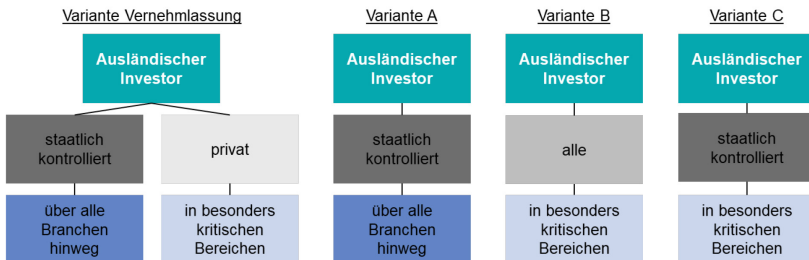 Variante Vernehmlassung
Ausländischer
Investor
staatlich
kontrolliert
privat
über alle
Branchen
hinweg
in besonders
kritischen
Bereichen
Variante A
Ausländischer
Investor
staatlich
kontrolliert
über alle
Branchen
hinweg
Variante B
Ausländischer
Investor
alle
in besonders
kritischen
Bereichen
Variante C
Ausländischer
Investor
staatlich
kontrolliert
in besonders
kritischen
Bereichen